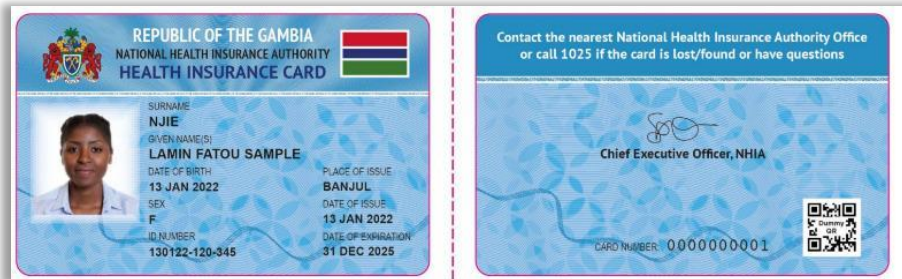 REPUBLIC OF THE GAMBIA
NATIONAL HEALTH INSURANCE AUTHORITY
HEALTH INSURANCE CARD
SURNAME
NJIE
GIVEN NAME(S)
LAMIN FATOU SAMPLE
DATE OF BIRTH
13 JAN 2022
PLACE OF ISSUE
BANJUL
SEX
F
DATE OF ISSUE
13 JAN 2022
ID NUMBER
130122-120-345
DATE OF EXPIRATION
31 DEC 2025
Contact the nearest National Health Insurance Authority Office
or call 1025 if the card is lost/found or have questions
Chief Executive Officer, NHIA
Dummy
QR
CARD NUMBER 0000000001